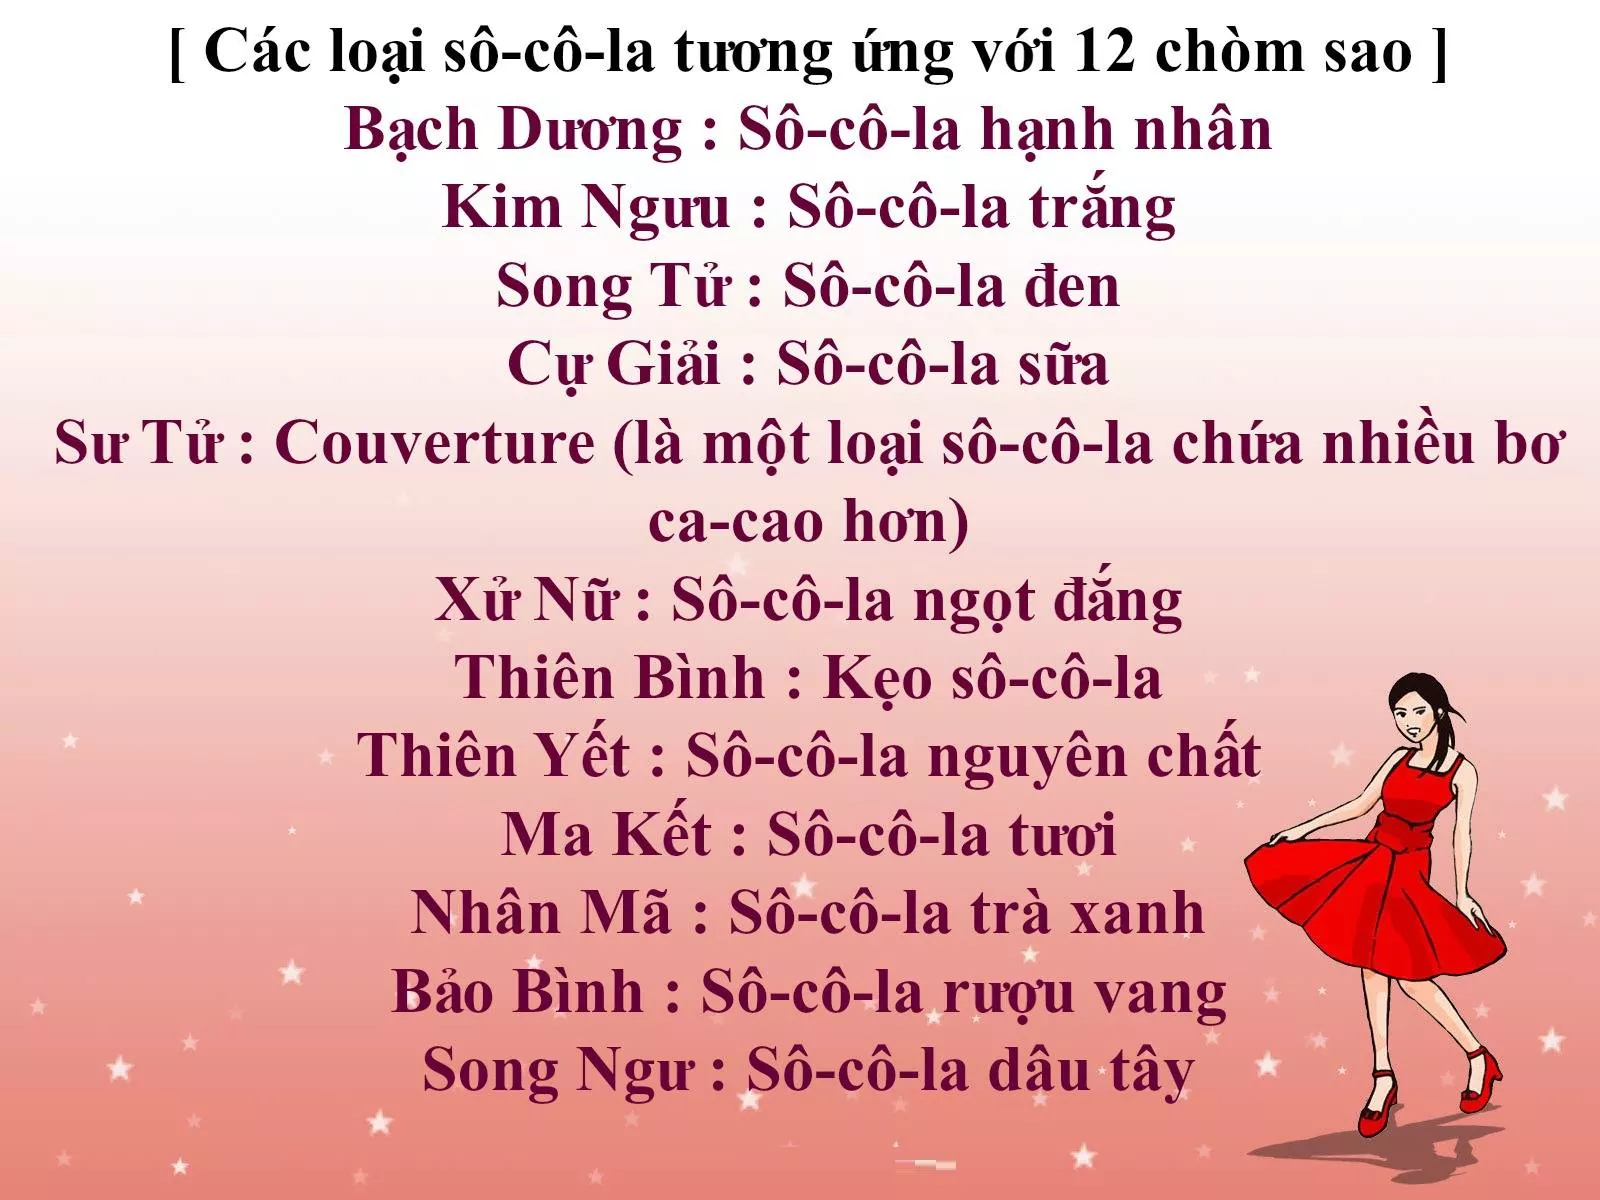 [ Các loại sô-cô-la tương ứng với 12 chòm sao ]
Bạch Dương : Sô-cô-la hạnh nhân
Kim Ngưu : Sô-cô-la trắng
Song Tử : Sô-cô-la đen
Cự Giải : Sô-cô-la sữa
Sư Tử : Couverture (là một loại sô-cô-la chứa nhiều bơ
ca-cao hơn)
Xử Nữ : Sô-cô-la ngọt đắng
Thiên Bình : Kẹo sô-cô-la
Thiên Yết : Sô-cô-la nguyên chất
Ma Kết : Sô-cô-la tươi
Nhân Mã : Sô-cô-la trà xanh
Bảo Bình : Sô-cô-la rượu vang
Song Ngư : Sô-cô-la dâu tây